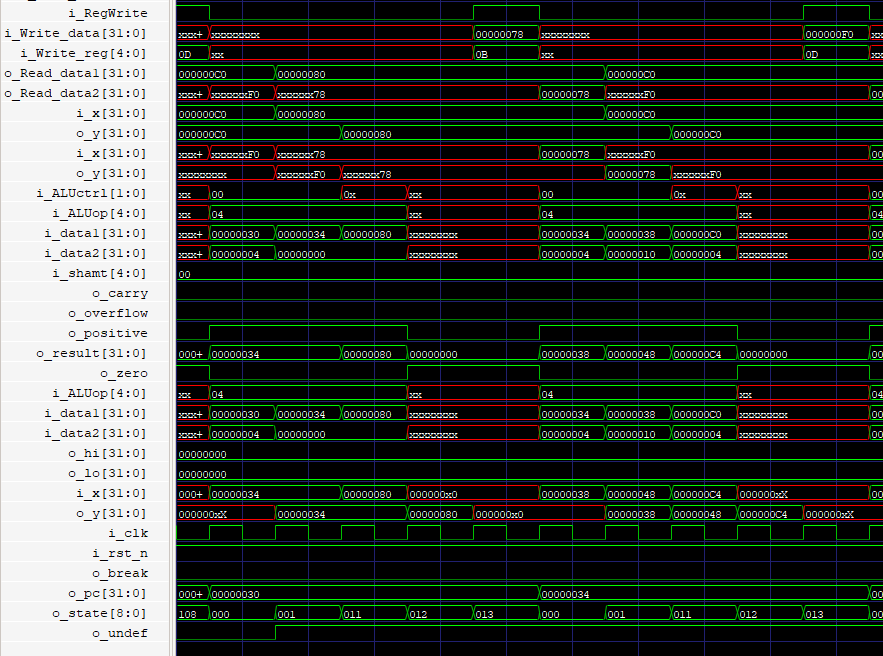 i_RegWrite
i_Write_data[31:0] xxx+ xxxxxxxx 00000078 xxxxxxxx 000000F0 xx
i_Write_reg[4:0] 0D xx 0B xx 0D xx
o_Read_data1[31:0] 000000C0 00000080 000000C0
o_Read_data2[31:0] xxx+ xxxxxxF0 xxxxxx78 00000078 xxxxxxF0 00
i_x[31:0] 000000C0 00000080 000000C0
o_y[31:0] 000000C0 00000080 000000C0
i_x[31:0] xxx+ xxxxxxF0 xxxxxx78 00000078 xxxxxxF0 00
o_y[31:0] xxxxxxxx xxxxxxF0 xxxxxx78 00000078 xxxxxxF0
i_ALUctrl[1:0] xx 00 0x xx 00 0x xx 00
i_ALUop[4:0] xx 04 xx 04 xx 04
i_data1[31:0] xxx+ 00000030 00000034 00000080 xxxxxxxx 00000034 00000038 000000C0 xxxxxxxx 00
i_data2[31:0] xxx+ 00000004 00000000 xxxxxxxx 00000004 00000010 00000004 xxxxxxxx 00
i_shamt[4:0] 00
o_carry
o_overflow
o_positive
o_result[31:0] 000+ 00000034 00000080 00000000 00000038 00000048 000000C4 00000000 00
o_zero
i_ALUop[4:0] xx 04 xx 04 xx 04
i_data1[31:0] xxx+ 00000030 00000034 00000080 xxxxxxxx 00000034 00000038 000000C0 xxxxxxxx 00
i_data2[31:0] xxx+ 00000004 00000000 xxxxxxxx 00000004 00000010 00000004 xxxxxxxx 00
o_hi[31:0] 00000000
o_lo[31:0] 00000000
i_x[31:0] 000+ 00000034 00000080 000000x0 00000038 00000048 000000C4 000000xX 00
o_y[31:0] 000000xX 00000034 00000080 000000x0 00000038 00000048 000000C4 000000xX
i_clk
i_rst_n
o_break
o_pc[31:0] 000+ 00000030 00000034 00
o_state[8:0] 108 000 001 011 012 013 000 001 011 012 013 00
o_undef